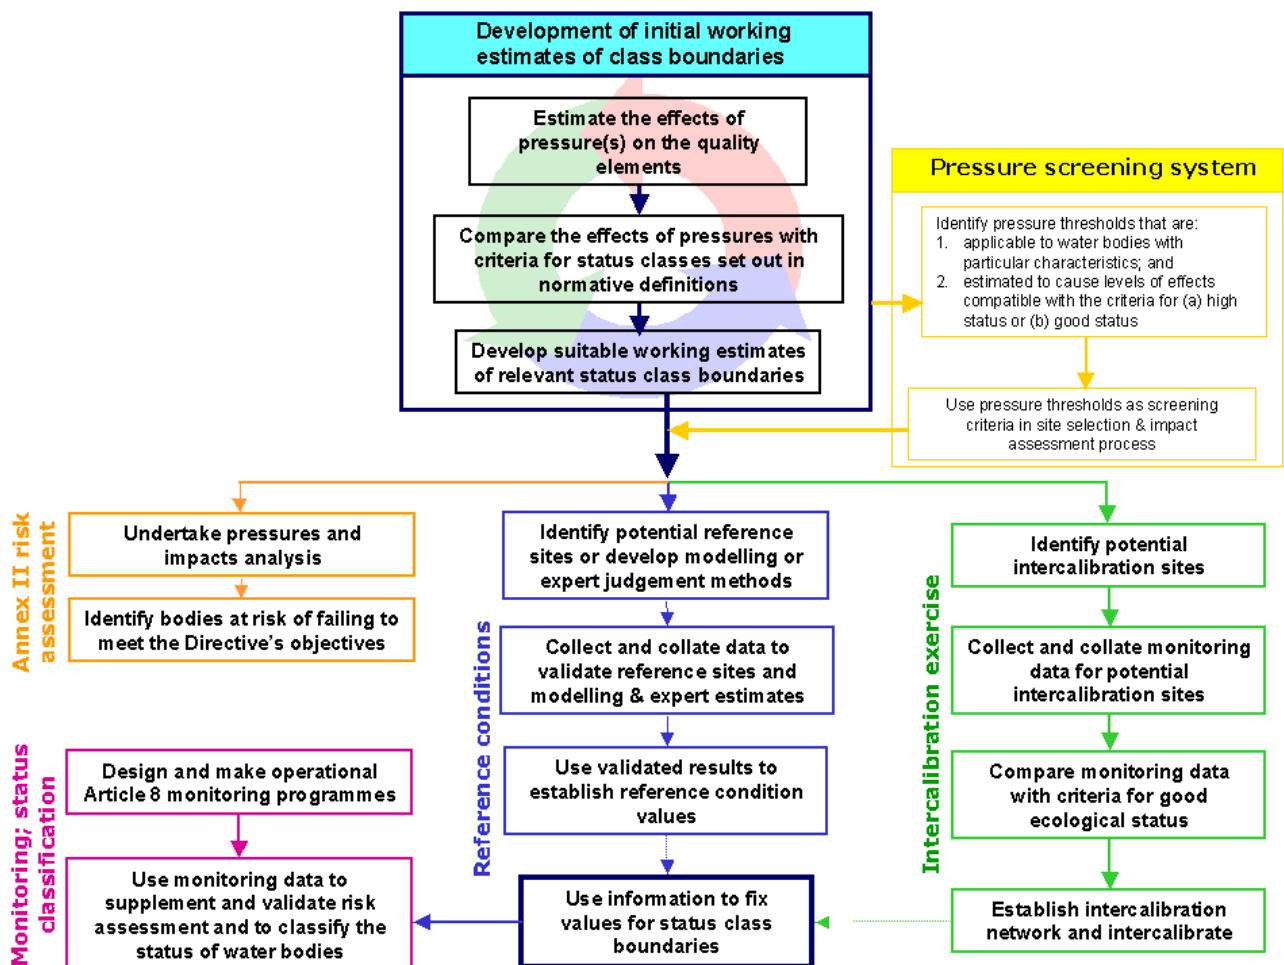 Development of initial working
estimates of class boundaries
Estimate the effects of
pressure(s) on the quality
elements
Compare the effects of pressures with
criteria for status classes set out in
normative definitions
Develop suitable working estimates
of relevant status class boundaries
Pressure screening system
Identify pressure thresholds that are:
1. applicable to water bodies with
particular characteristics; and
2. estimated to cause levels of effects
compatible with the criteria for (a) high
status or (b) good status
Use pressure thresholds as screening
criteria in site selection & impact
assessment process
Annex II risk
assessment
Undertake pressures and
impacts analysis
Identify bodies at risk of failing to
meet the Directive's objectives
Monitoring; status
classification
Design and make operational
Article 8 monitoring programmes
Use monitoring data to
supplement and validate risk
assessment and to classify the
status of water bodies
Reference conditions
Identify potential reference
sites or develop modelling or
expert judgement methods
Collect and collate data to
validate reference sites and
modelling & expert estimates
Use validated results to
establish reference condition
values
Use information to fix
values for status class
boundaries
Intercalibration exercise
Identify potential
intercalibration sites
Collect and collate monitoring
data for potential
intercalibration sites
Compare monitoring data
with criteria for good
ecological status
Establish intercalibration
network and intercalibrate